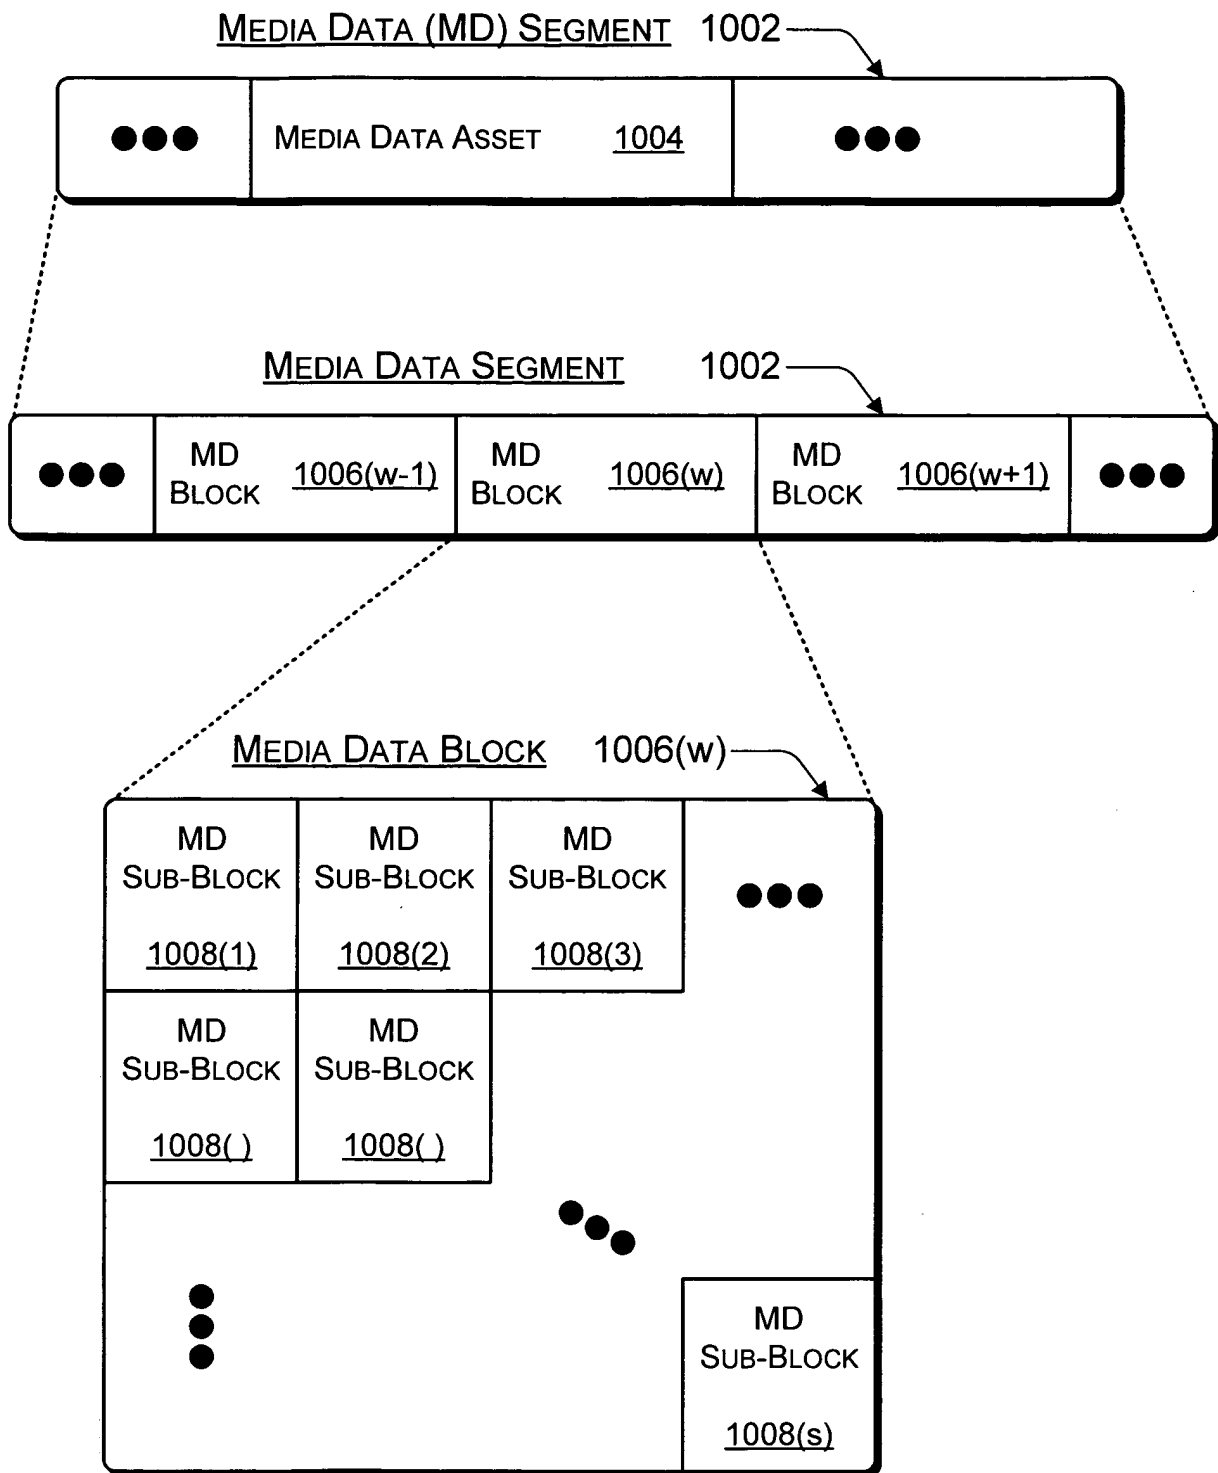 MEDIA DATA (MD) SEGMENT 1002
MEDIA DATA ASSET 1004
MEDIA DATA SEGMENT 1002
MD BLOCK 1006(w-1)
MD BLOCK 1006(w)
MD BLOCK 1006(w+1)
MEDIA DATA BLOCK 1006(w)
MD
SUB-BLOCK
1008(1)
MD
SUB-BLOCK
1008(2)
MD
SUB-BLOCK
1008(3)
MD
SUB-BLOCK
1008( )
MD
SUB-BLOCK
1008( )
MD
SUB-BLOCK
1008(s)